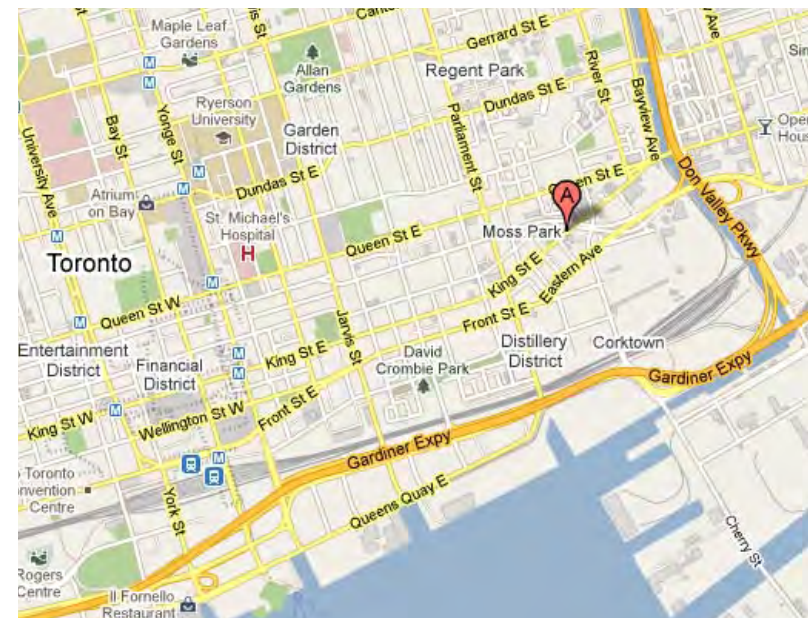 Maple Leaf
Gardens
Gerrard St E
Allan
Gardens
Regent Park
River St
Bayview Ave
Dundas St E
Ryerson
University
Parliament St
University Ave
Bay St
Yonge St
Garden
District
Don Valley Pkwy
Dundas St E
Queen St E
Atrium
on Bay
St. Michael's
Hospital
H
A
Moss Park
Queen St E
Eastern Ave
King St E
Toronto
Queen St W
Front St E
Jarvis St
Entertainment
District
Financial
District
King St E
David
Crombie Park
Distillery
District
Corktown
Gardiner Expy
Wellington St W
Front St E
King St W
Gardiner Expy
Toronto
Centre
York St
Queens Quay E
Cherry St
Rogers
Centre
Il Fornello
Restaurant
M
M
M
M
M
M
M
M
M
M